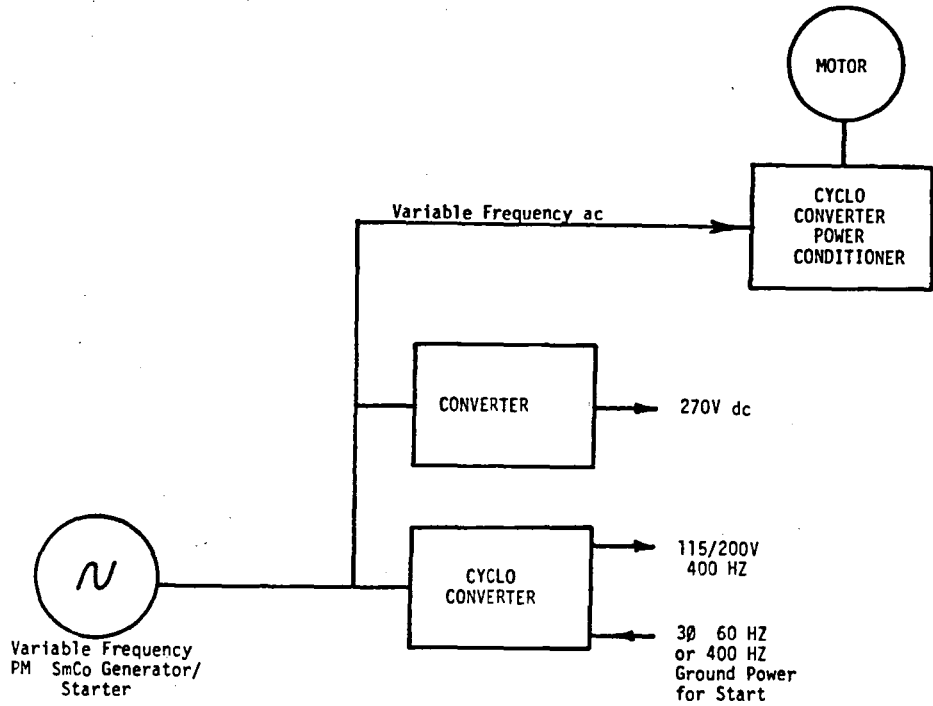 MOTOR
CYCLO
CONVERTER
POWER
CONDITIONER
Variable Frequency ac
CONVERTER
270V dc
CYCLO
CONVERTER
115/200V
400 HZ
3Ø 60 HZ
or 400 HZ
Ground Power
for Start
Variable Frequency
PM SmCo Generator/
Starter